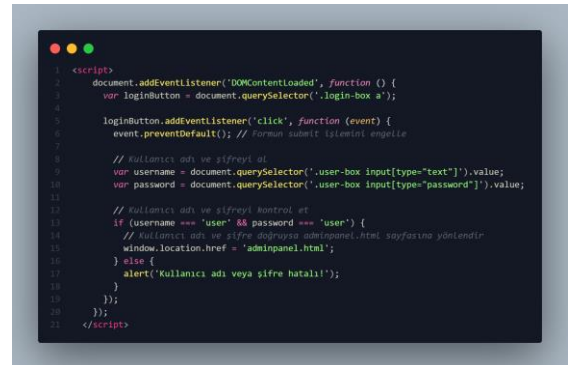 1 <script>
2 document.addEventListener('DOMContentLoaded', function () {
3 var loginButton = document.querySelector('.login-box a');
4
5 loginButton.addEventListener('click', function (event) {
6 event.preventDefault(); // Formun submit işlemini engelle
7
8 // Kullanıcı adı ve şifreyi al
9 var username = document.querySelector('.user-box input[type="text"]').value;
10 var password = document.querySelector('.user-box input[type="password"]').value;
11
12 // Kullanıcı adı ve şifreyi kontrol et
13 if (username === 'user' && password === 'user') {
14 // Kullanıcı adı ve şifre doğruysa adminpanel.html sayfasına yönlendir
15 window.location.href = 'adminpanel.html';
16 } else {
17 alert('Kullanıcı adı veya şifre hatalı!');
18 }
19 });
20 });
21 </script>